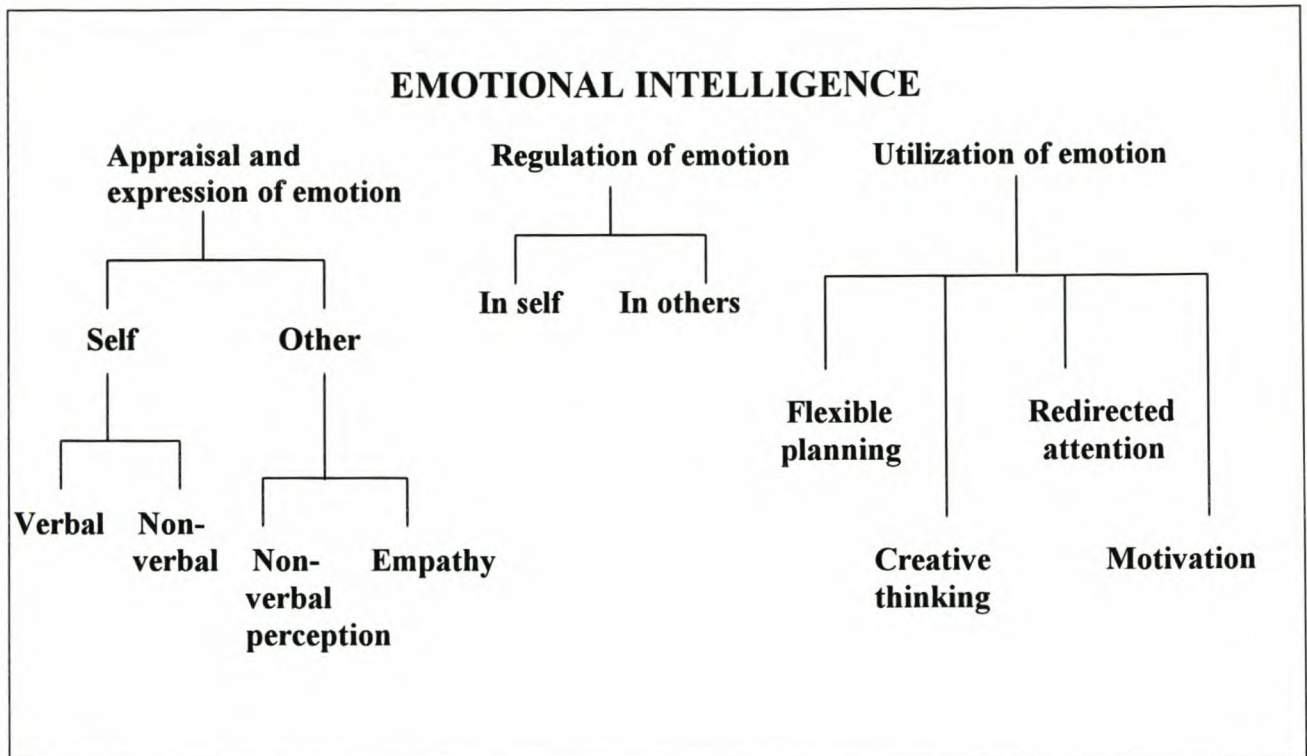 EMOTIONAL INTELLIGENCE
Appraisal and
expression of emotion
Regulation of emotion
Utilization of emotion
Self
Other
In self
In others
Verbal
Non-
verbal
Non-
verbal
perception
Empathy
Flexible
planning
Creative
thinking
Redirected
attention
Motivation